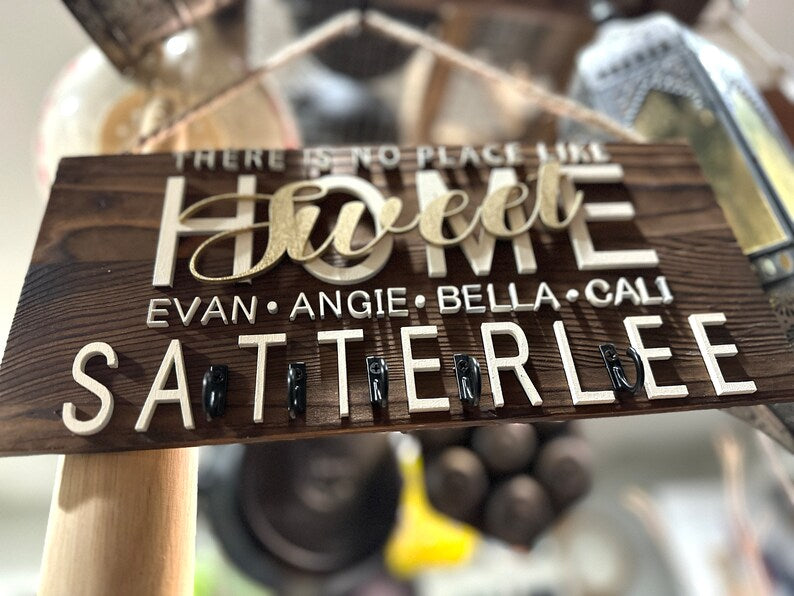 THERE IS NO PLACE LIKE
HOME
Sweet
EVAN • ANGIE • BELLA • CALI
SATTERLEE